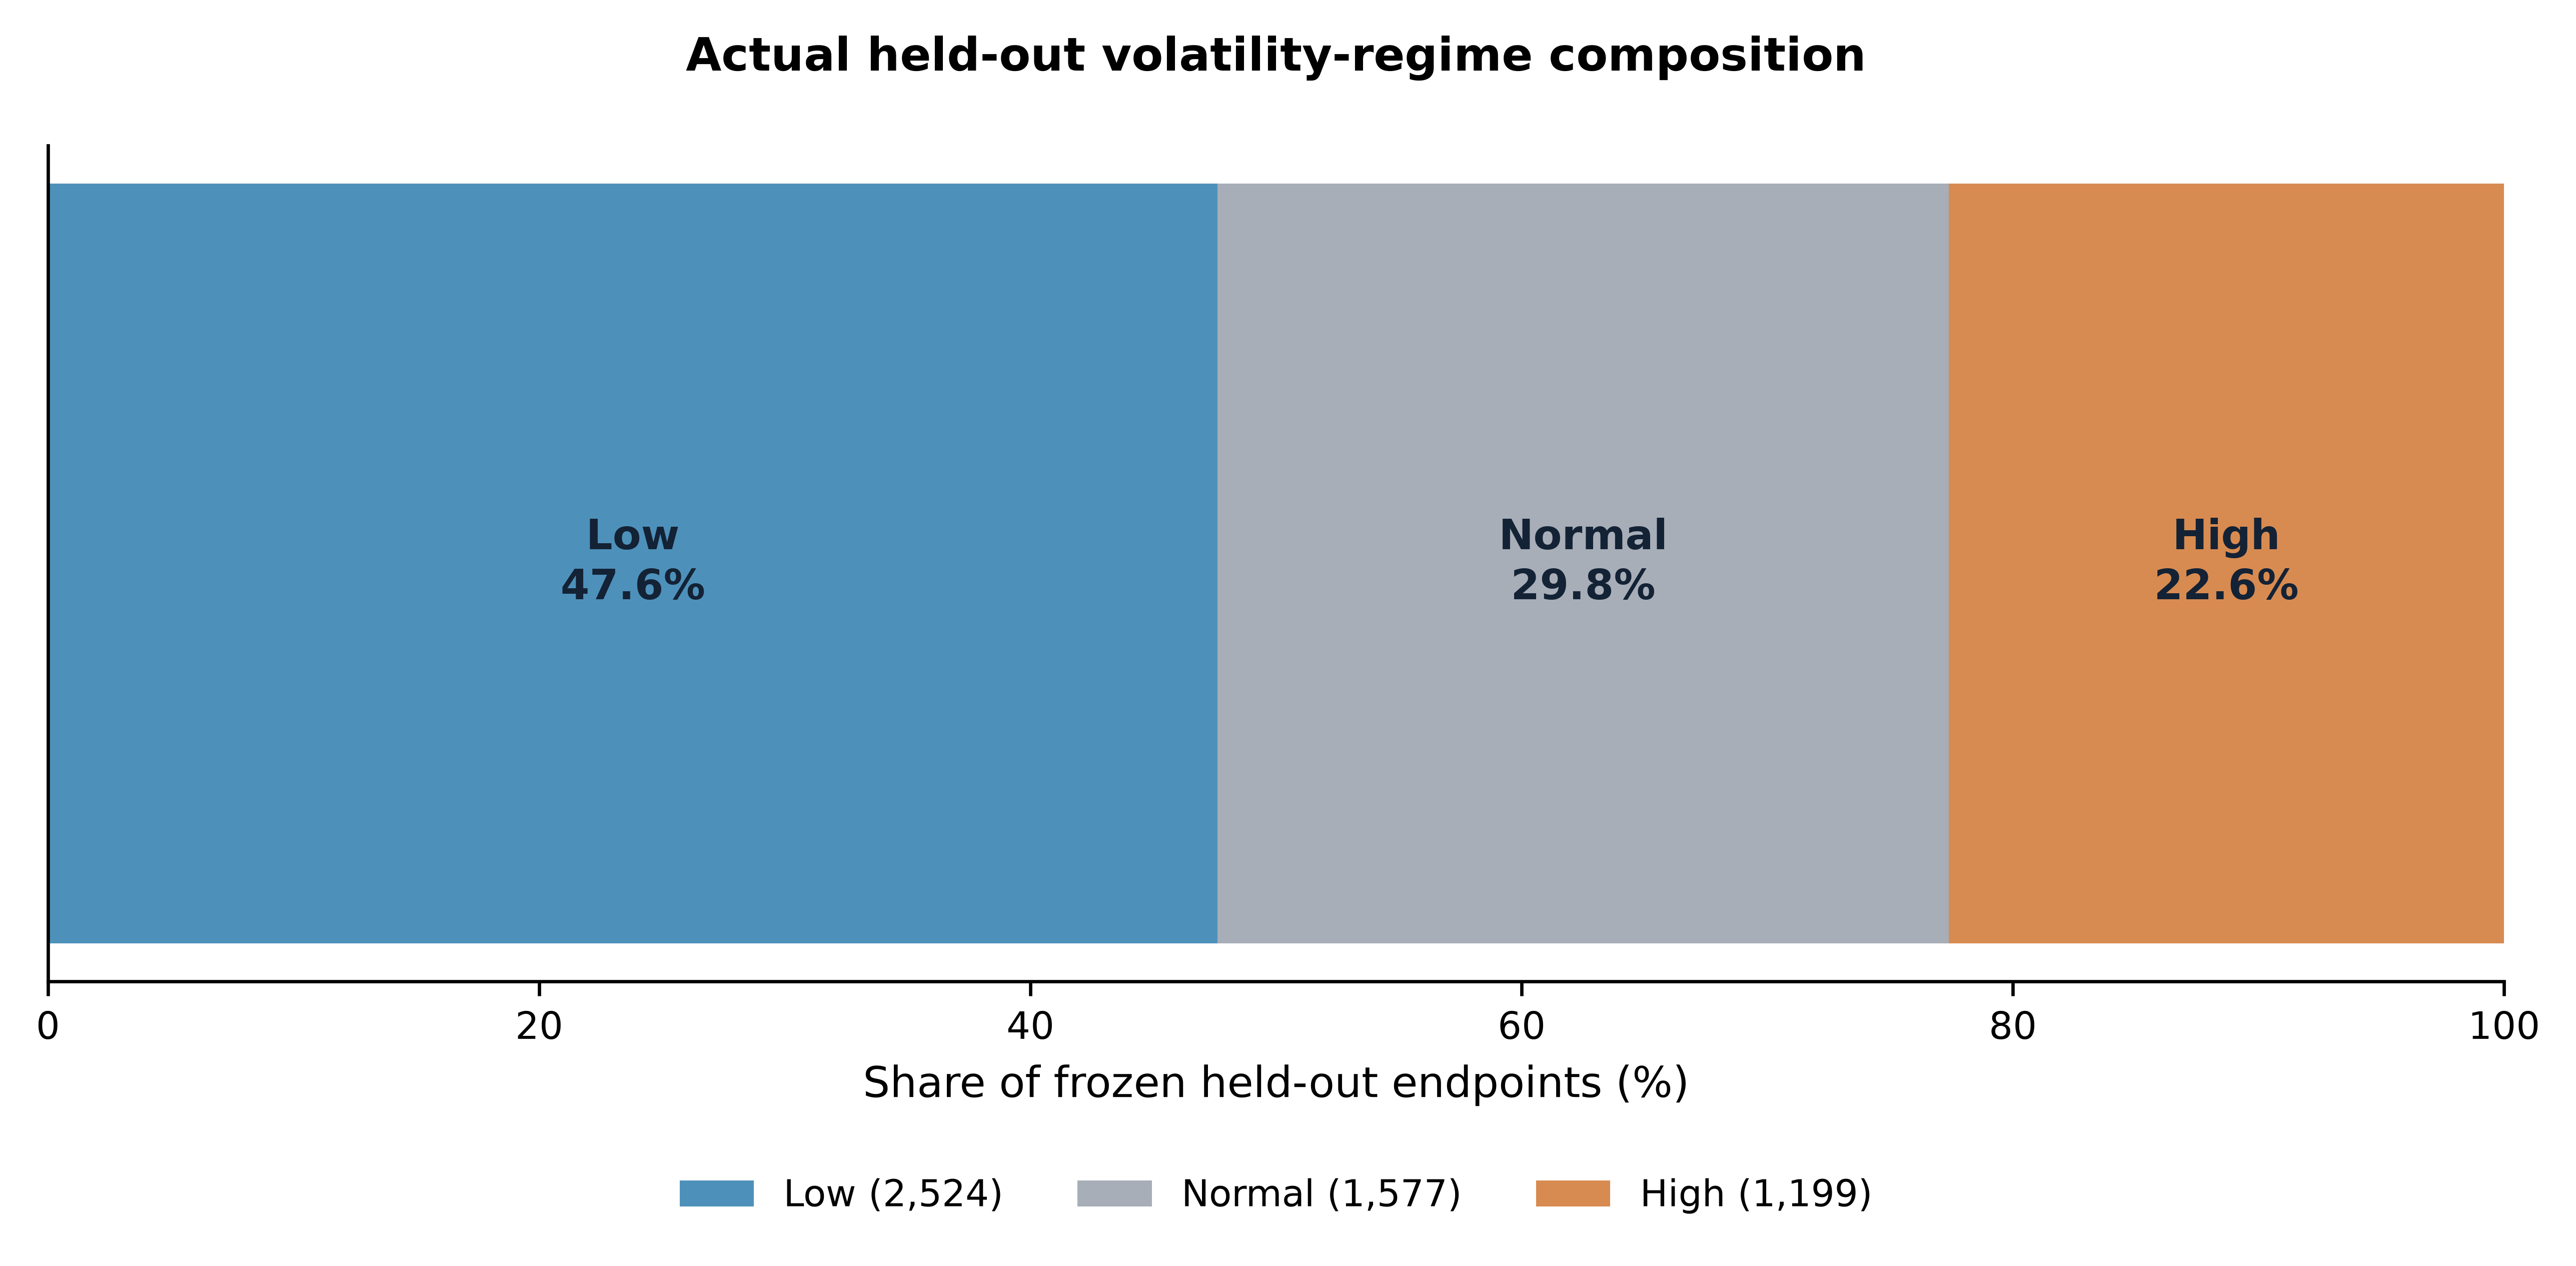 Actual held-out volatility-regime composition
Low
47.6%
Normal
29.8%
High
22.6%
0 20 40 60 80 100
Share of frozen held-out endpoints (%)
Low (2,524) Normal (1,577) High (1,199)